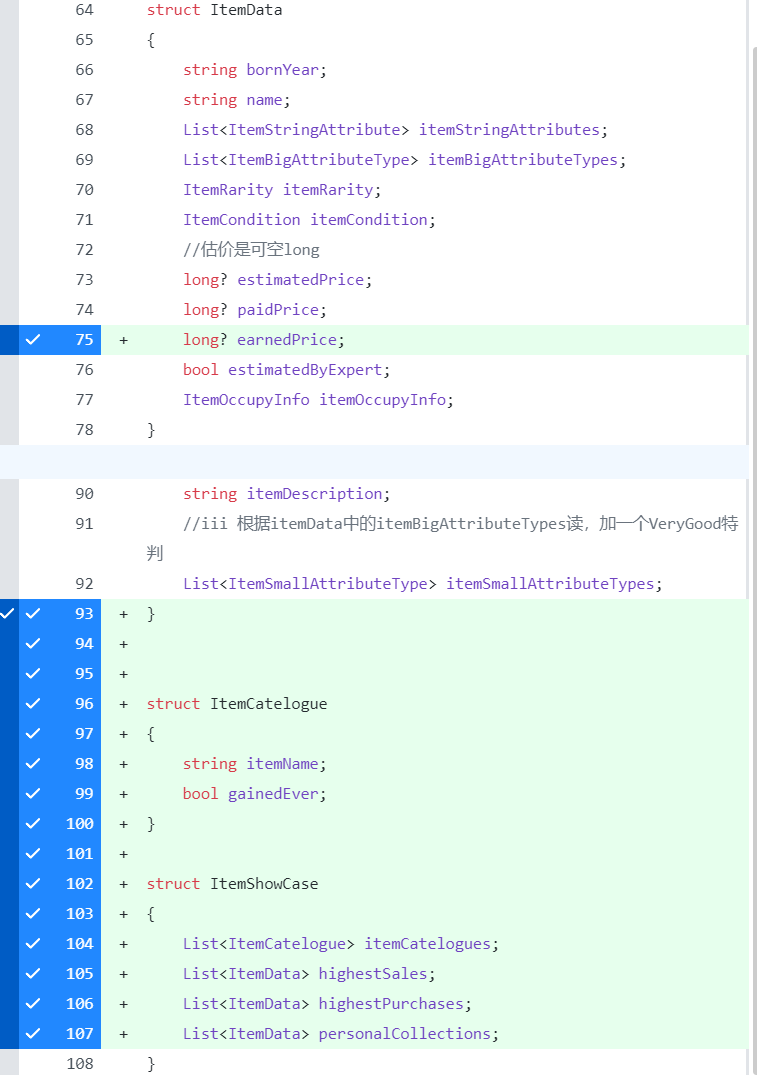 64 struct ItemData
65 {
66 string bornYear;
67 string name;
68 List<ItemStringAttribute> itemStringAttributes;
69 List<ItemBigAttributeType> itemBigAttributeTypes;
70 ItemRarity itemRarity;
71 ItemCondition itemCondition;
72 //估价是可空long
73 long? estimatedPrice;
74 long? paidPrice;
75 + long? earnedPrice;
76 bool estimatedByExpert;
77 ItemOccupyInfo itemOccupyInfo;
78 }
90 string itemDescription;
91 //iii 根据itemData中的itemBigAttributeTypes读，加一个VeryGood特
判
92 List<ItemSmallAttributeType> itemSmallAttributeTypes;
93 + }
94 +
95 +
96 + struct ItemCatelogue
97 + {
98 + string itemName;
99 + bool gainedEver;
100 + }
101 +
102 + struct ItemShowCase
103 + {
104 + List<ItemCatelogue> itemCatelogues;
105 + List<ItemData> highestSales;
106 + List<ItemData> highestPurchases;
107 + List<ItemData> personalCollections;
108 }